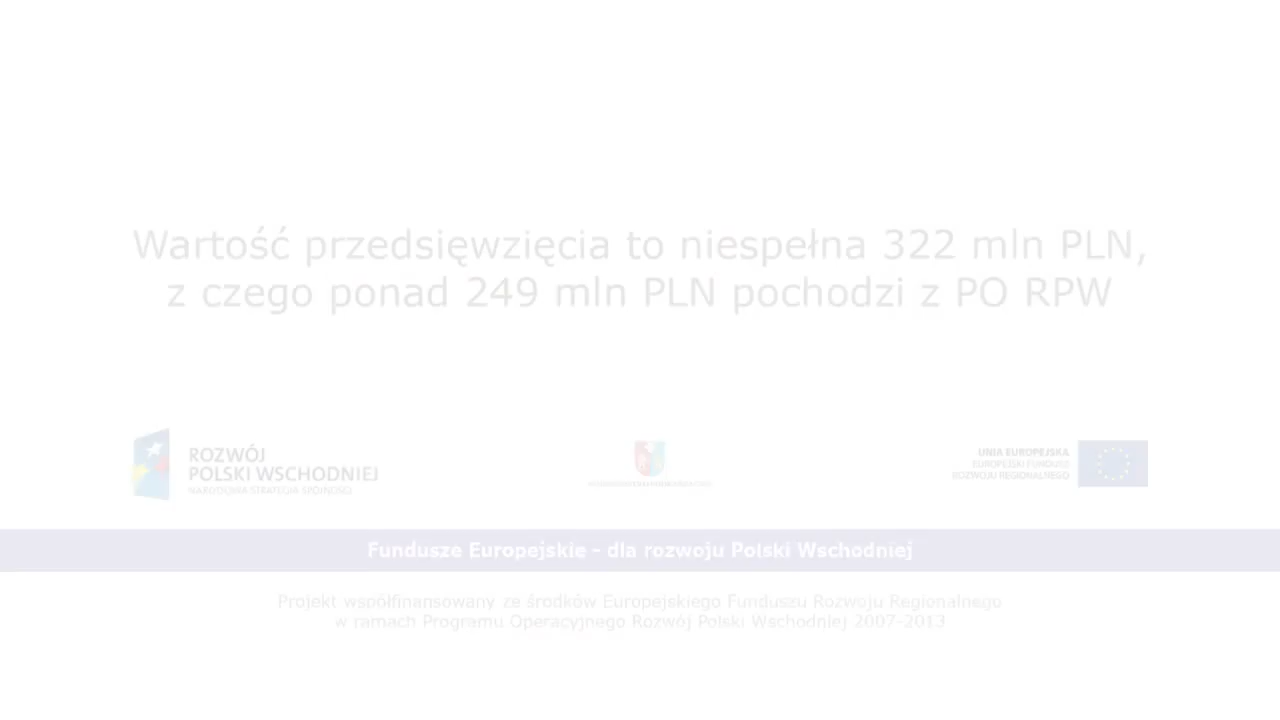 Wartość przedsięwzięcia to niespełna 322 mln PLN,
z czego ponad 249 mln PLN pochodzi z PO RPW
ROZWÓJ
POLSKI WSCHODNIEJ
NARODOWA STRATEGIA SPÓJNOŚCI
UNIA EUROPEJSKA
EUROPEJSKI FUNDUSZ
ROZWOJU REGIONALNEGO
Fundusze Europejskie - dla rozwoju Polski Wschodniej
Projekt współfinansowany ze środków Europejskiego Funduszu Rozwoju Regionalnego
w ramach Programu Operacyjnego Rozwój Polski Wschodniej 2007-2013